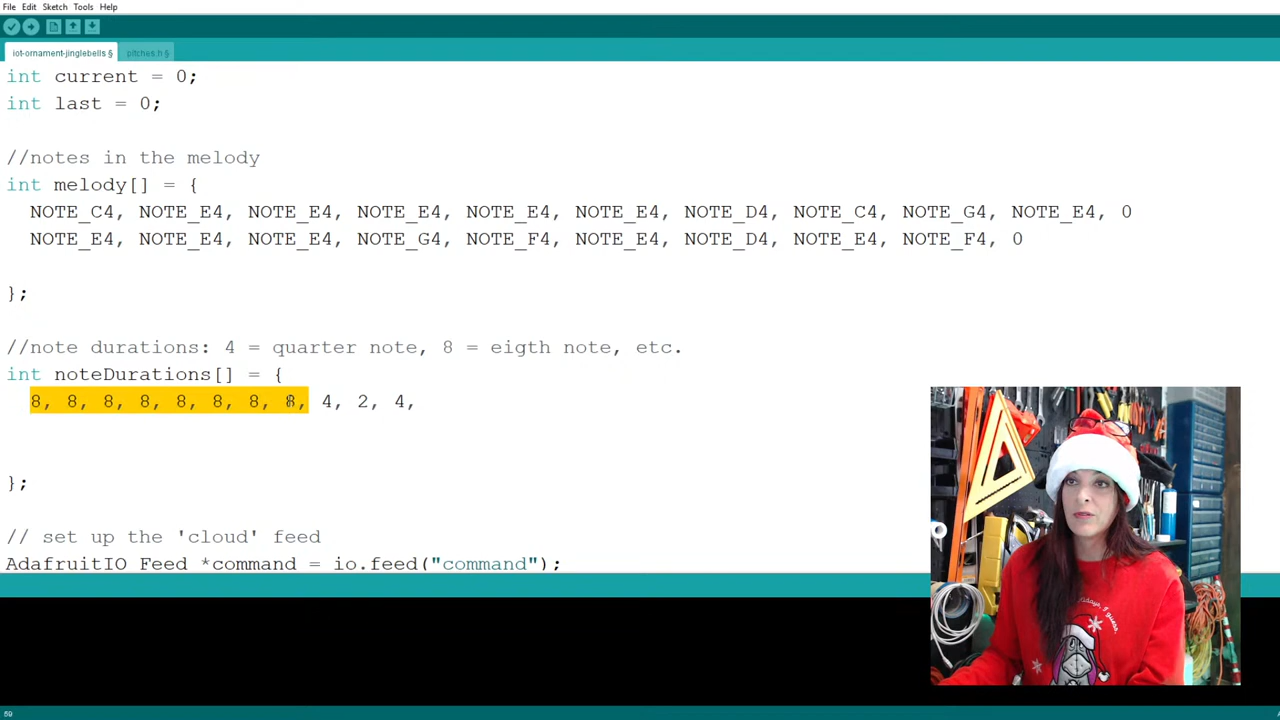 File Edit Sketch Tools Help
iot-ornament-jinglebells § pitches.h §
int current = 0;
int last = 0;
//notes in the melody
int melody[] = {
NOTE_C4, NOTE_E4, NOTE_E4, NOTE_E4, NOTE_E4, NOTE_E4, NOTE_D4, NOTE_C4, NOTE_G4, NOTE_E4, 0
NOTE_E4, NOTE_E4, NOTE_E4, NOTE_G4, NOTE_F4, NOTE_E4, NOTE_D4, NOTE_E4, NOTE_F4, 0
};
//note durations: 4 = quarter note, 8 = eigth note, etc.
int noteDurations[] = {
8, 8, 8, 8, 8, 8, 8, 8, 4, 2, 4,
};
// set up the 'cloud' feed
AdafruitIO_Feed *command = io.feed("command");
59